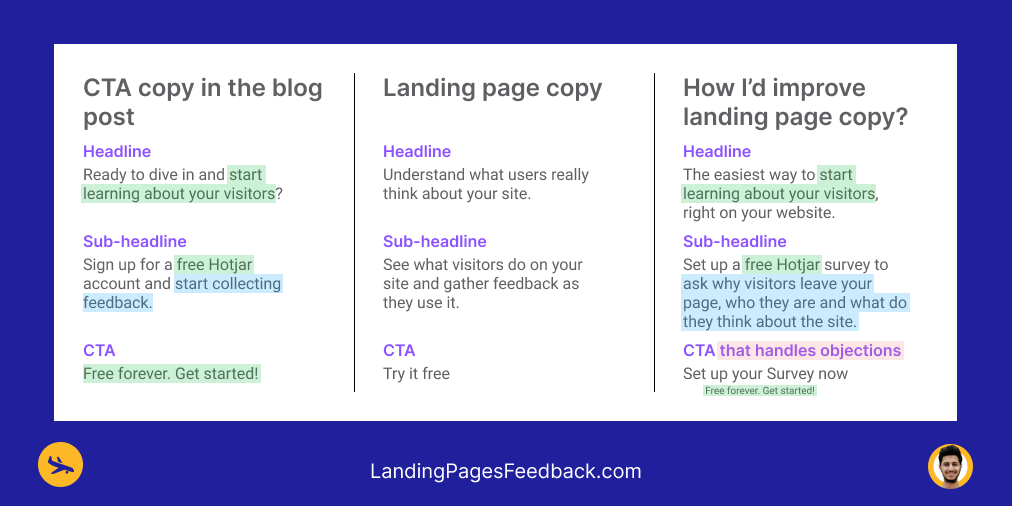 CTA copy in the blog
post
Headline
Ready to dive in and start
learning about your visitors?
Sub-headline
Sign up for a free Hotjar
account and start collecting
feedback.
CTA
Free forever. Get started!
Landing page copy
Headline
Understand what users really
think about your site.
Sub-headline
See what visitors do on your
site and gather feedback as
they use it.
CTA
Try it free
How I’d improve
landing page copy?
Headline
The easiest way to start
learning about your visitors,
right on your website.
Sub-headline
Set up a free Hotjar survey to
ask why visitors leave your
page, who they are and what do
they think about the site.
CTA that handles objections
Set up your Survey now
Free forever. Get started!
LandingPagesFeedback.com